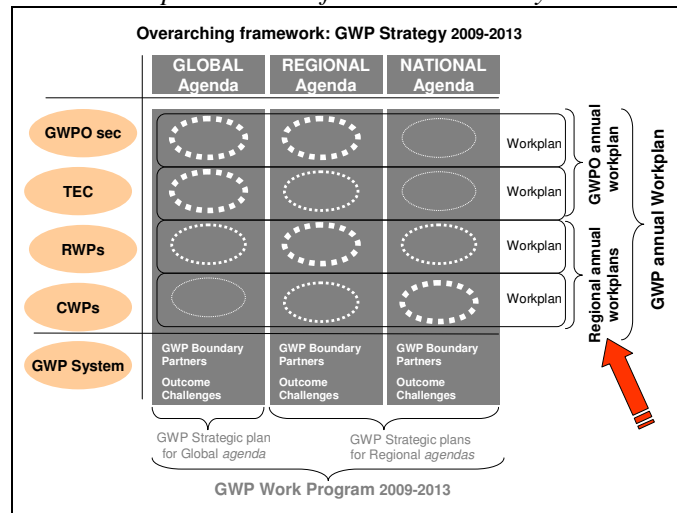 Overarching framework: GWP Strategy 2009-2013
GLOBAL
Agenda
REGIONAL
Agenda
NATIONAL
Agenda
GWPO sec
Workplan
TEC
Workplan
RWPs
Workplan
CWPs
Workplan
GWPO annual
workplan
Regional annual
workplans
GWP annual Workplan
GWP System
GWP Boundary
Partners
Outcome
Challenges
GWP Boundary
Partners
Outcome
Challenges
GWP Boundary
Partners
Outcome
Challenges
GWP Strategic plan
for Global agenda
GWP Strategic plans
for Regional agendas
GWP Work Program 2009-2013